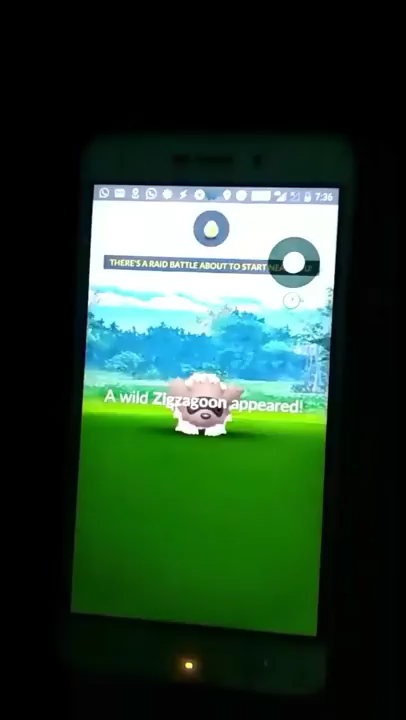 7:36
THERE'S A RAID BATTLE ABOUT TO START
A wild Zigzagoon appeared!